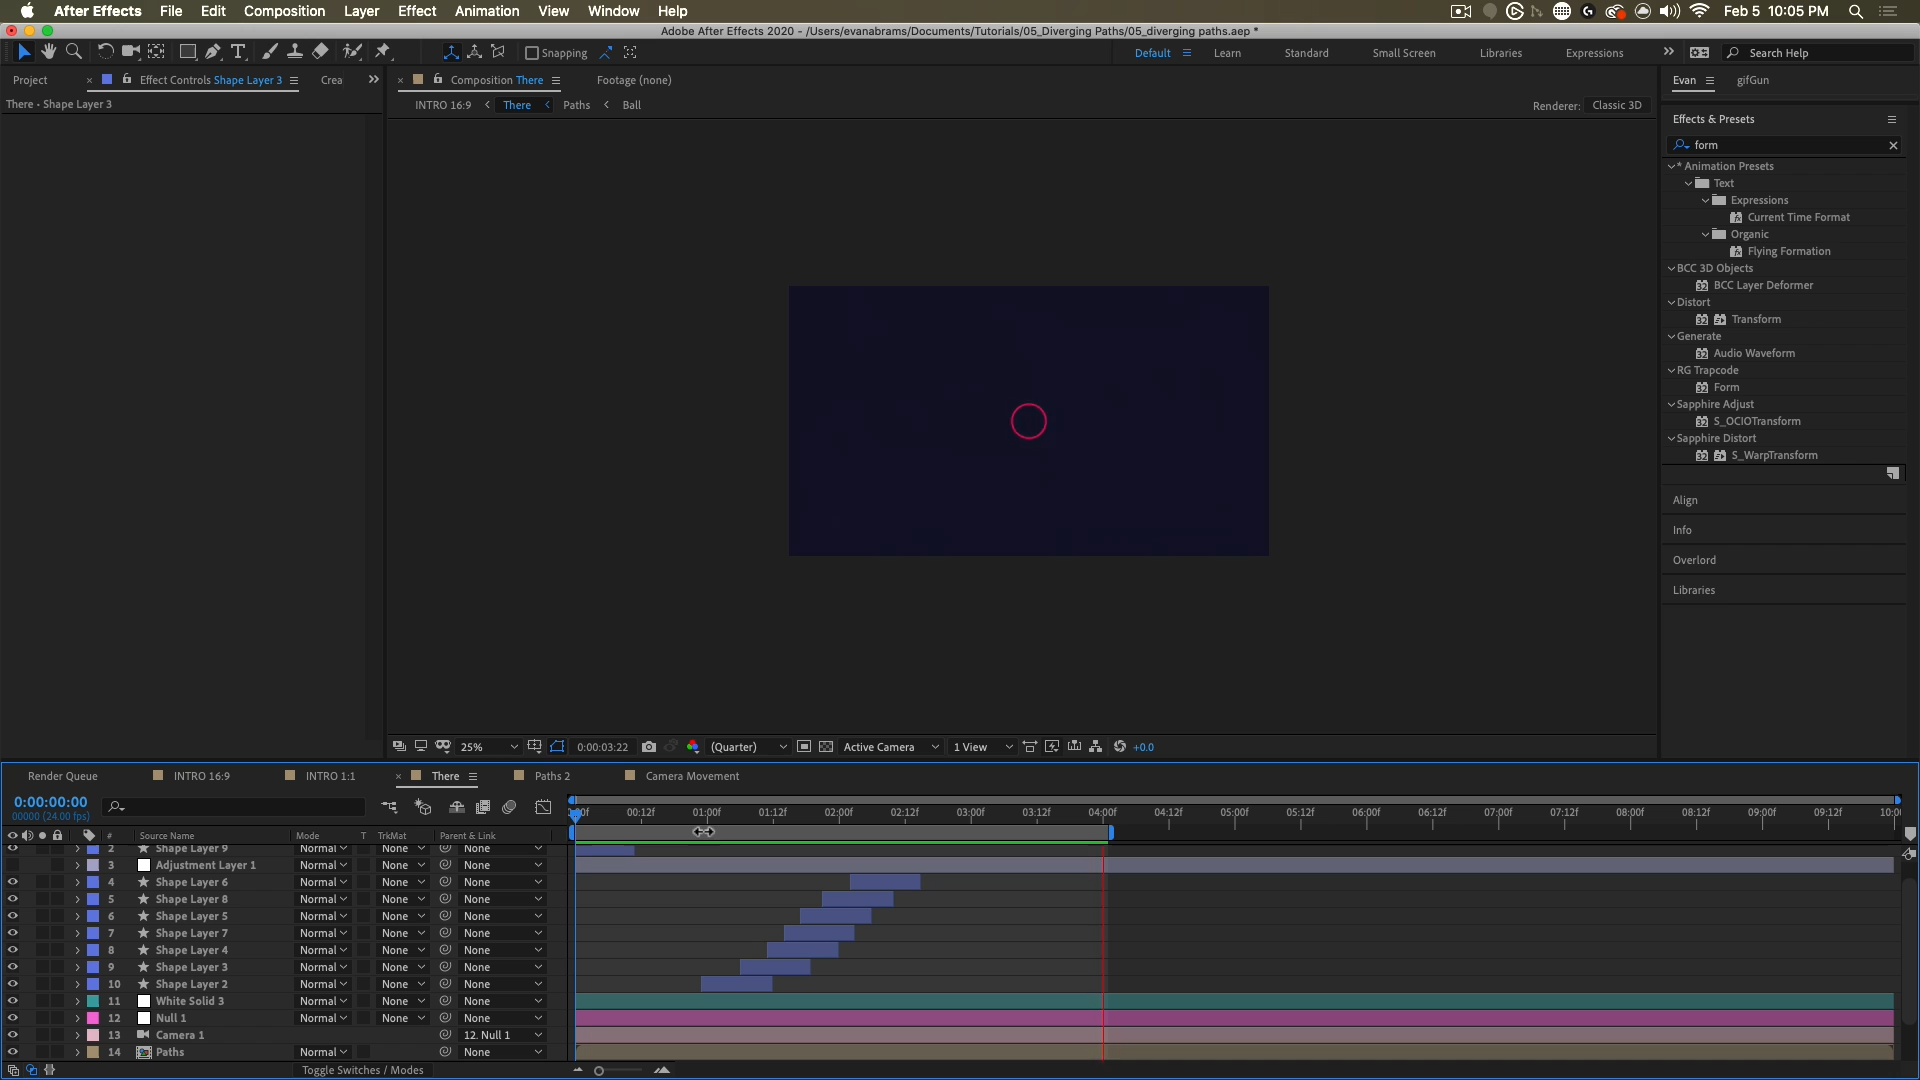 After Effects File Edit Composition Layer Effect Animation View Window Help Feb 5 10:05 PM
Adobe After Effects 2020 - /Users/evanabrams/Documents/Tutorials/05_Diverging Paths/05_diverging paths.aep *
Snapping Default Learn Standard Small Screen Libraries Expressions Search Help
Project Effect Controls Shape Layer 3 Crea Composition There Footage (none) Evan gifGun
There • Shape Layer 3 INTRO 16:9 There Paths Ball Renderer: Classic 3D
Effects & Presets
form
* Animation Presets
Text
Expressions
Current Time Format
Organic
Flying Formation
BCC 3D Objects
BCC Layer Deformer
Distort
32 Transform
Generate
32 Audio Waveform
RG Trapcode
32 Form
Sapphire Adjust
32 S_OCIOTransform
Sapphire Distort
32 S_WarpTransform
Align
Info
Overlord
Libraries
25% 0:00:03:22 (Quarter) Active Camera 1 View +0.0
Render Queue INTRO 16:9 INTRO 1:1 There Paths 2 Camera Movement
0:00:00:00
00000 (24.00 fps)
00:12f 01:00f 01:12f 02:00f 02:12f 03:00f 03:12f 04:00f 04:12f 05:00f 05:12f 06:00f 06:12f 07:00f 07:12f 08:00f 08:12f 09:00f 09:12f 10:0
# Source Name Mode T TrkMat Parent & Link
2 Shape Layer 9 Normal None None
3 Adjustment Layer 1 Normal None None
4 Shape Layer 6 Normal None None
5 Shape Layer 8 Normal None None
6 Shape Layer 5 Normal None None
7 Shape Layer 7 Normal None None
8 Shape Layer 4 Normal None None
9 Shape Layer 3 Normal None None
10 Shape Layer 2 Normal None None
11 White Solid 3 Normal None None
12 Null 1 Normal None None
13 Camera 1 12. Null 1
14 Paths Normal None
Toggle Switches / Modes